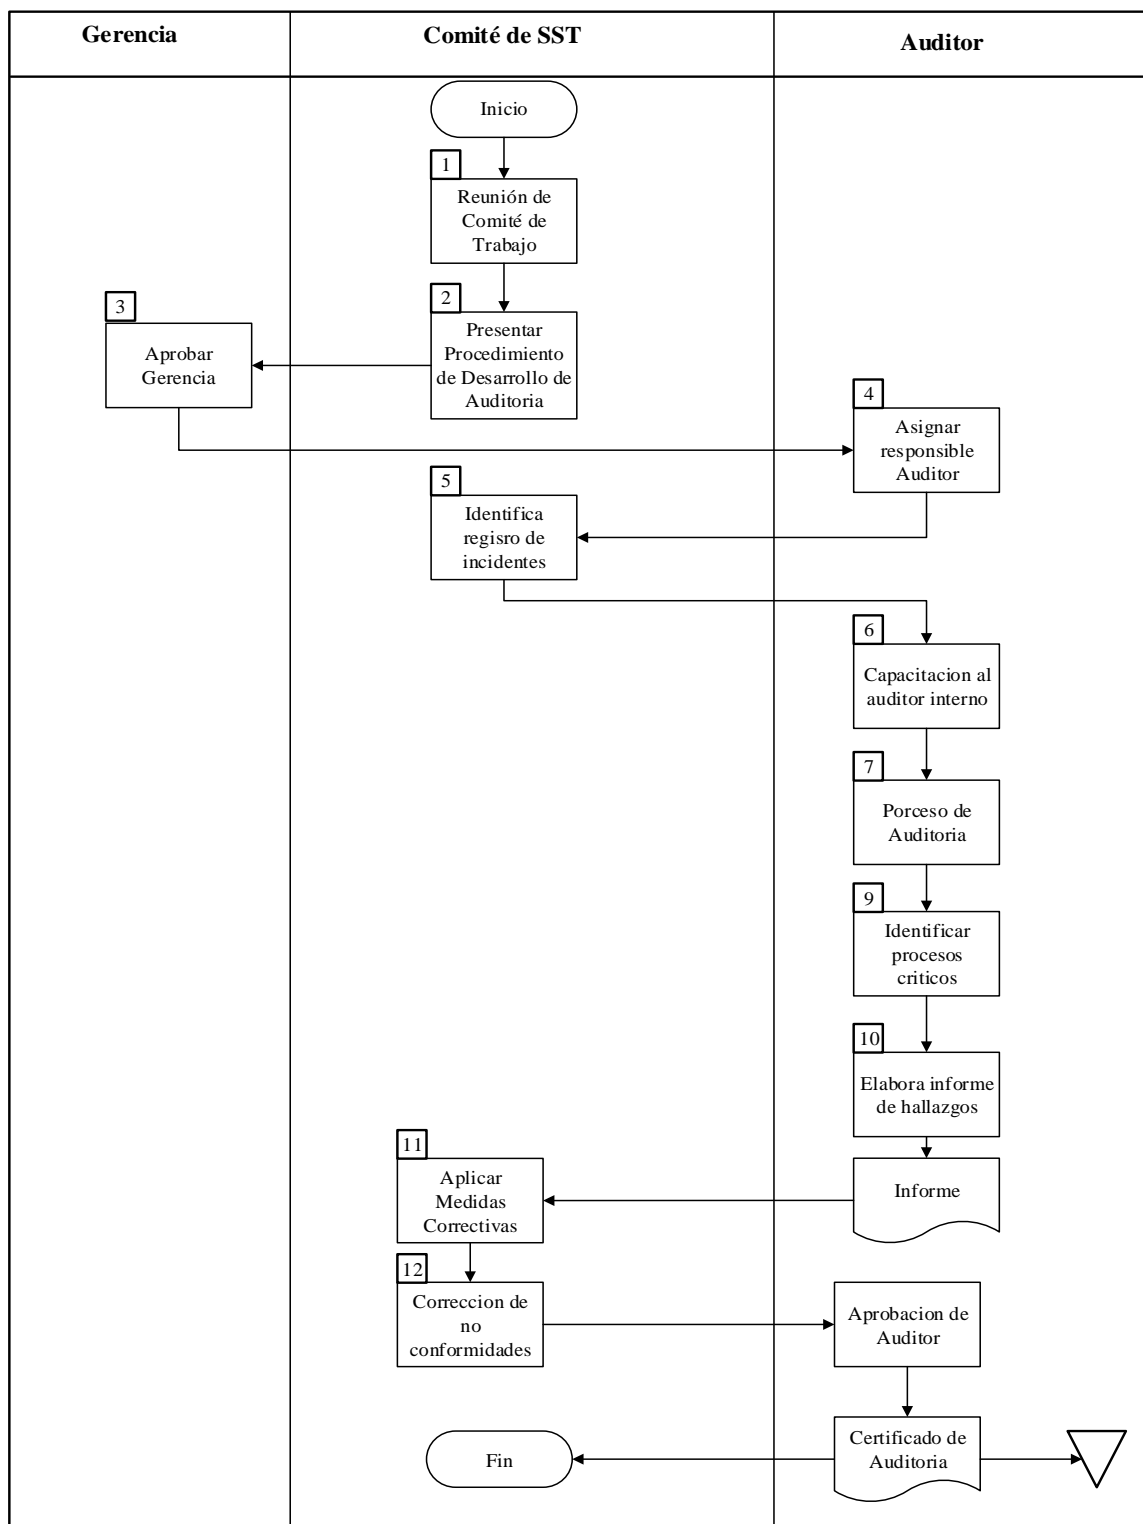 Gerencia
Comité de SST
Auditor
Inicio
1
Reunión de
Comité de
Trabajo
2
Presentar
Procedimiento
de Desarrollo de
Auditoria
3
Aprobar
Gerencia
4
Asignar
responsible
Auditor
5
Identifica
regisro de
incidentes
6
Capacitacion al
auditor interno
7
Porceso de
Auditoria
9
Identificar
procesos
criticos
10
Elabora informe
de hallazgos
Informe
11
Aplicar
Medidas
Correctivas
12
Correccion de
no
conformidades
Aprobacion de
Auditor
Certificado de
Auditoria
Fin